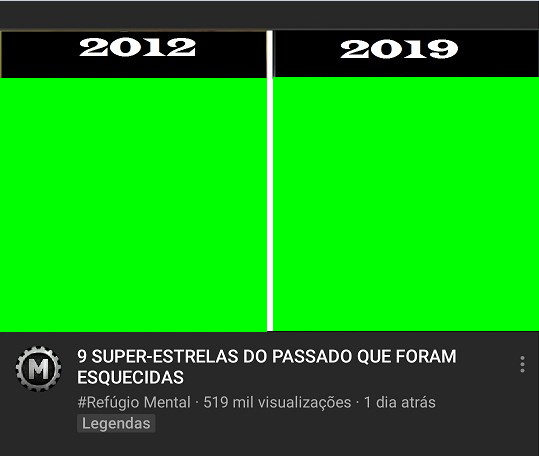 2012
2019
M
9 SUPER-ESTRELAS DO PASSADO QUE FORAM
ESQUECIDAS
#Refúgio Mental · 519 mil visualizações · 1 dia atrás
Legendas